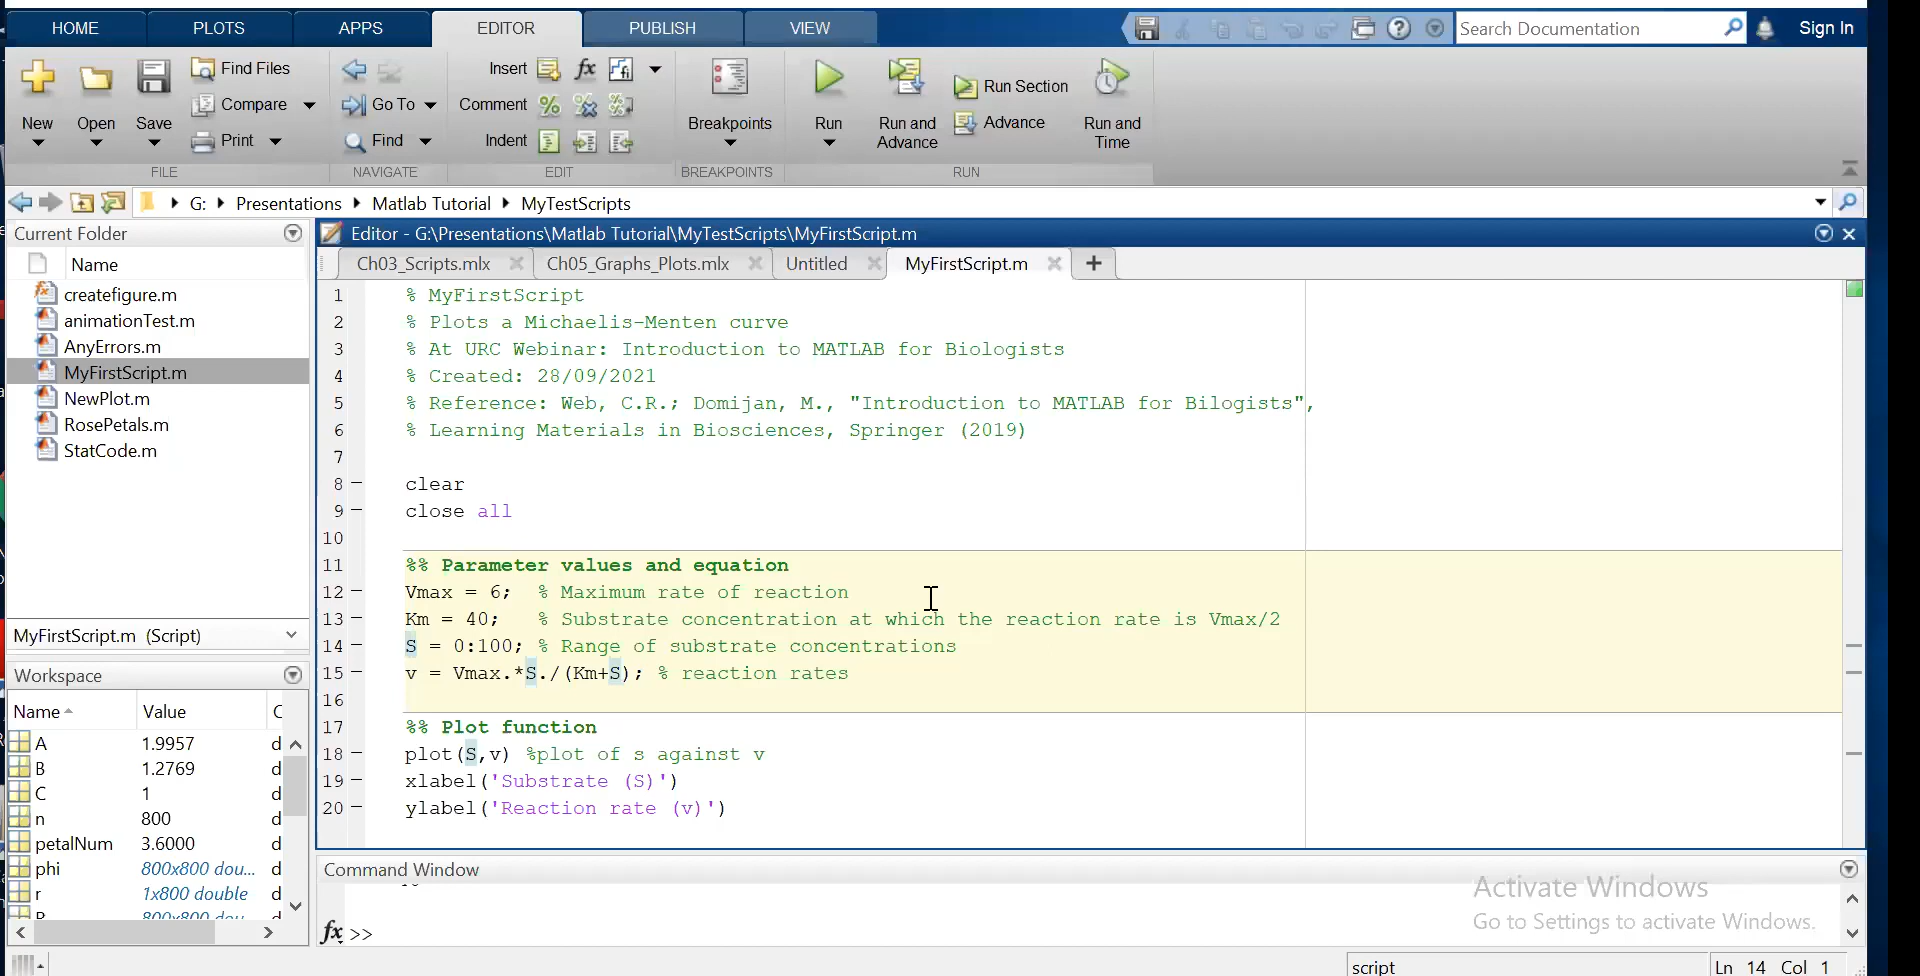 HOME PLOTS APPS EDITOR PUBLISH VIEW Search Documentation Sign In
New Open Save Find Files Compare Print
Go To Find
Insert fx Comment Indent
Breakpoints
Run Run and Advance Run Section Advance Run and Time
FILE NAVIGATE EDIT BREAKPOINTS RUN
G: Presentations Matlab Tutorial MyTestScripts
Current Folder
Name
createfigure.m
animationTest.m
AnyErrors.m
MyFirstScript.m
NewPlot.m
RosePetals.m
StatCode.m
MyFirstScript.m (Script)
Workspace
Name Value C
A 1.9957 d
B 1.2769 d
C 1 d
n 800 d
petalNum 3.6000 d
phi 800x800 dou... d
r 1x800 double d
Editor - G:\Presentations\Matlab Tutorial\MyTestScripts\MyFirstScript.m
Ch03_Scripts.mlx Ch05_Graphs_Plots.mlx Untitled MyFirstScript.m +
1 % MyFirstScript
2 % Plots a Michaelis-Menten curve
3 % At URC Webinar: Introduction to MATLAB for Biologists
4 % Created: 28/09/2021
5 % Reference: Web, C.R.; Domijan, M., "Introduction to MATLAB for Bilogists",
6 % Learning Materials in Biosciences, Springer (2019)
7
8 - clear
9 - close all
10
11 %% Parameter values and equation
12 - Vmax = 6; % Maximum rate of reaction
13 - Km = 40; % Substrate concentration at which the reaction rate is Vmax/2
14 - S = 0:100; % Range of substrate concentrations
15 - v = Vmax.*S./(Km+S); % reaction rates
16
17 %% Plot function
18 - plot(S,v) %plot of s against v
19 - xlabel('Substrate (S)')
20 - ylabel('Reaction rate (v)')
Command Window
fx >>
Activate Windows
Go to Settings to activate Windows.
script Ln 14 Col 1